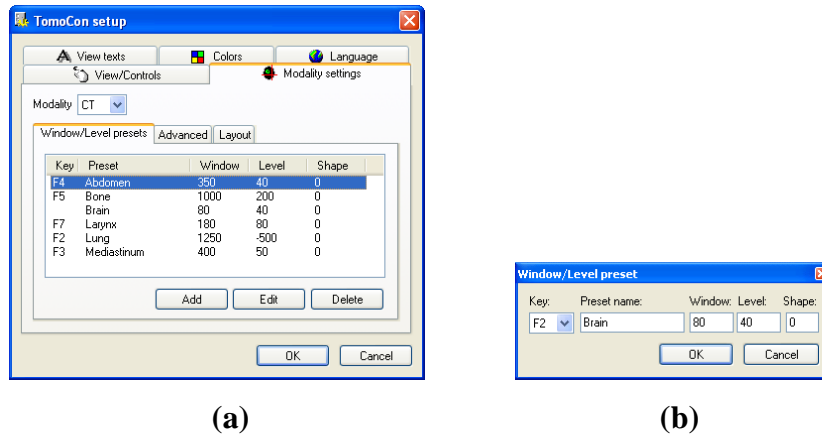 TomoCon setup
View texts Colors Language
View/Controls Modality settings
Modality CT
Window/Level presets Advanced Layout
Key Preset Window Level Shape
F4 Abdomen 350 40 0
F5 Bone 1000 200 0
Brain 80 40 0
F7 Larynx 180 80 0
F2 Lung 1250 -500 0
F3 Mediastinum 400 50 0
Add Edit Delete
OK Cancel
(a)
Window/Level preset
Key: Preset name: Window: Level: Shape:
F2 Brain 80 40 0
OK Cancel
(b)